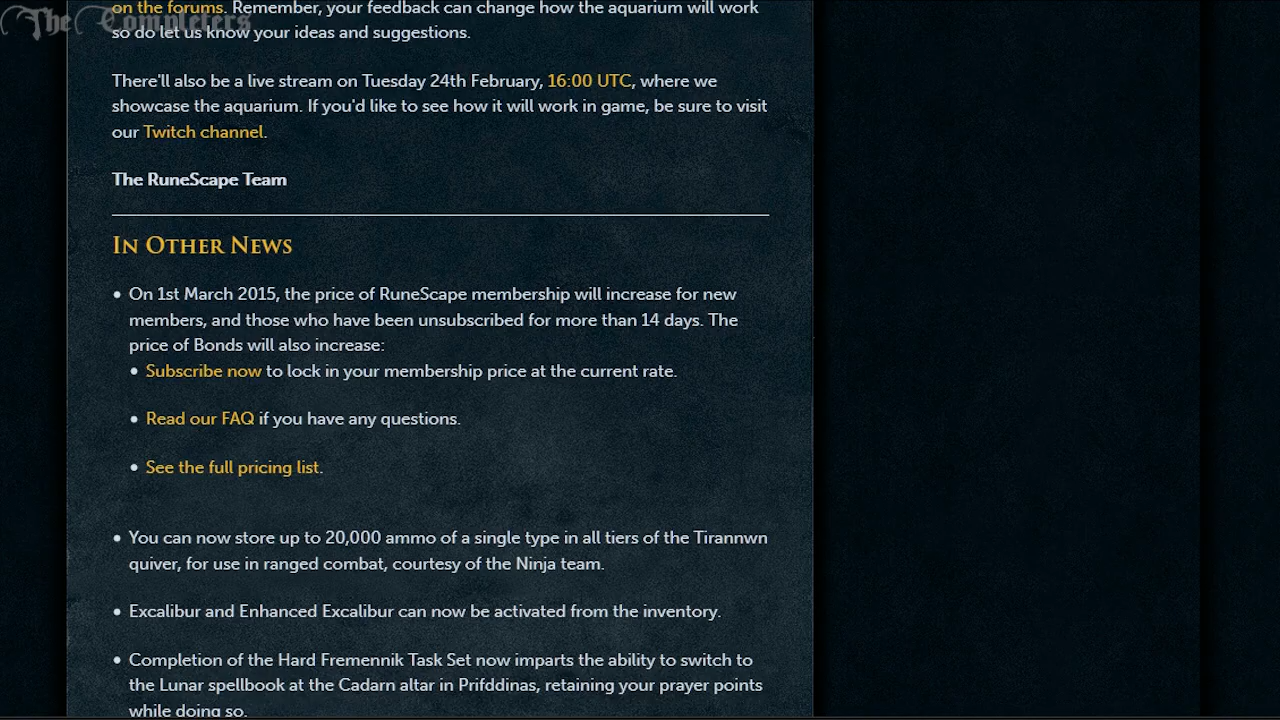 The Completers
on the forums. Remember, your feedback can change how the aquarium will work
so do let us know your ideas and suggestions.
There'll also be a live stream on Tuesday 24th February, 16:00 UTC, where we
showcase the aquarium. If you'd like to see how it will work in game, be sure to visit
our Twitch channel.
The RuneScape Team
In Other News
• On 1st March 2015, the price of RuneScape membership will increase for new
members, and those who have been unsubscribed for more than 14 days. The
price of Bonds will also increase:
• Subscribe now to lock in your membership price at the current rate.
• Read our FAQ if you have any questions.
• See the full pricing list.
• You can now store up to 20,000 ammo of a single type in all tiers of the Tirannwn
quiver, for use in ranged combat, courtesy of the Ninja team.
• Excalibur and Enhanced Excalibur can now be activated from the inventory.
• Completion of the Hard Fremennik Task Set now imparts the ability to switch to
the Lunar spellbook at the Cadarn altar in Prifddinas, retaining your prayer points
while doing so.